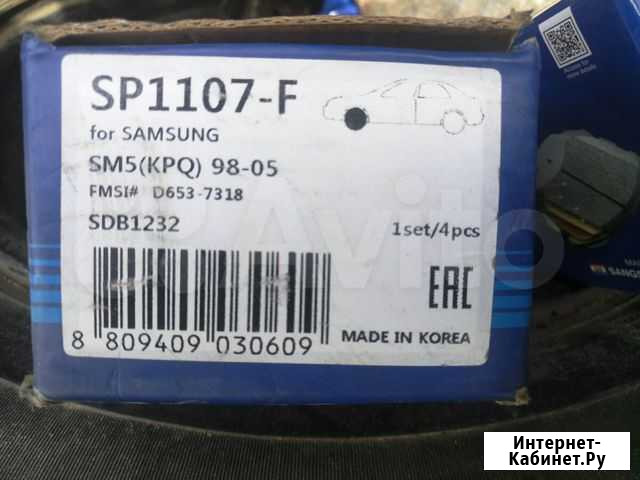 SP1107-F
for SAMSUNG
SM5(KPQ) 98-05
FMSI# D653-7318
SDB1232
1set/4pcs
EAC
8 809409 030609
MADE IN KOREA
Avito
Интернет-
Кабинет.Ру